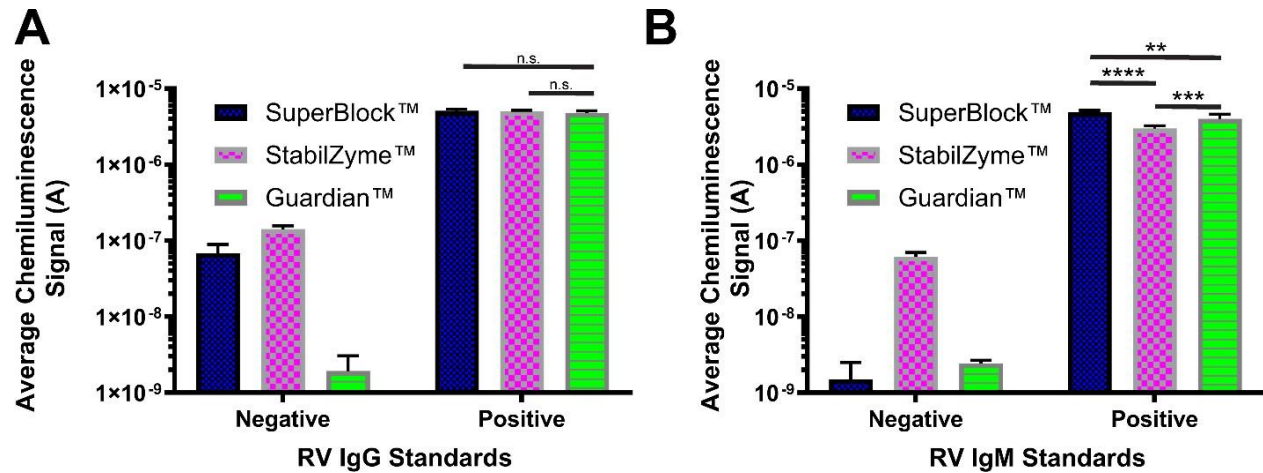 A
n.s.
n.s.
1×10⁻⁵
1×10⁻⁶
1×10⁻⁷
1×10⁻⁸
1×10⁻⁹
Average Chemiluminescence
Signal (A)
SuperBlock™
StabilZyme™
Guardian™
Negative
Positive
RV IgG Standards
B
**
****
***
10⁻⁵
10⁻⁶
10⁻⁷
10⁻⁸
10⁻⁹
Average Chemiluminescence
Signal (A)
SuperBlock™
StabilZyme™
Guardian™
Negative
Positive
RV IgM Standards